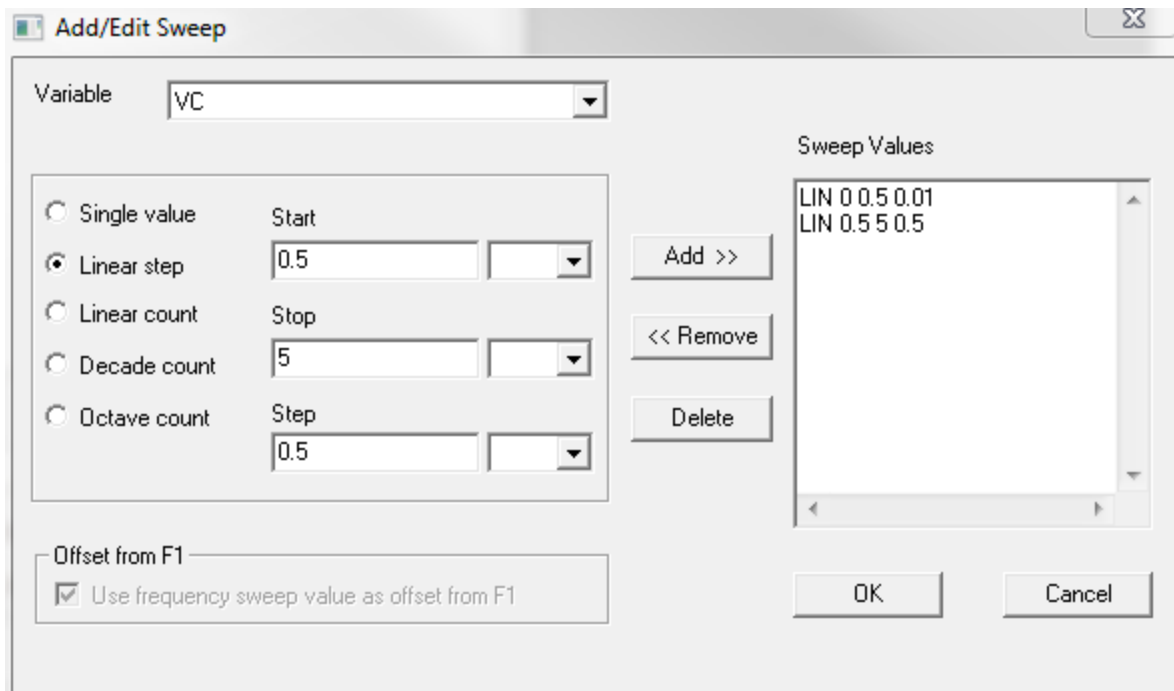 Add/Edit Sweep
Variable
VC
Sweep Values
Single value
Start
LIN 0 0.5 0.01
LIN 0.5 5 0.5
Linear step
0.5
Add >>
Linear count
Stop
<< Remove
Decade count
5
Octave count
Step
Delete
0.5
Offset from F1
Use frequency sweep value as offset from F1
OK
Cancel